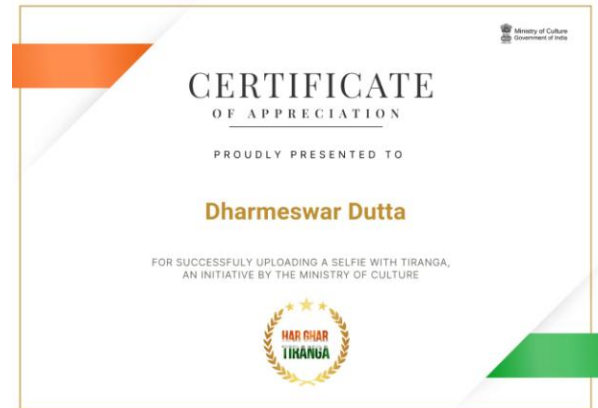 Ministry of Culture
Government of India
CERTIFICATE
OF APPRECIATION
PROUDLY PRESENTED TO
Dharmeswar Dutta
FOR SUCCESSFULY UPLOADING A SELFIE WITH TIRANGA,
AN INITIATIVE BY THE MINISTRY OF CULTURE
HAR GHAR
TIRANGA